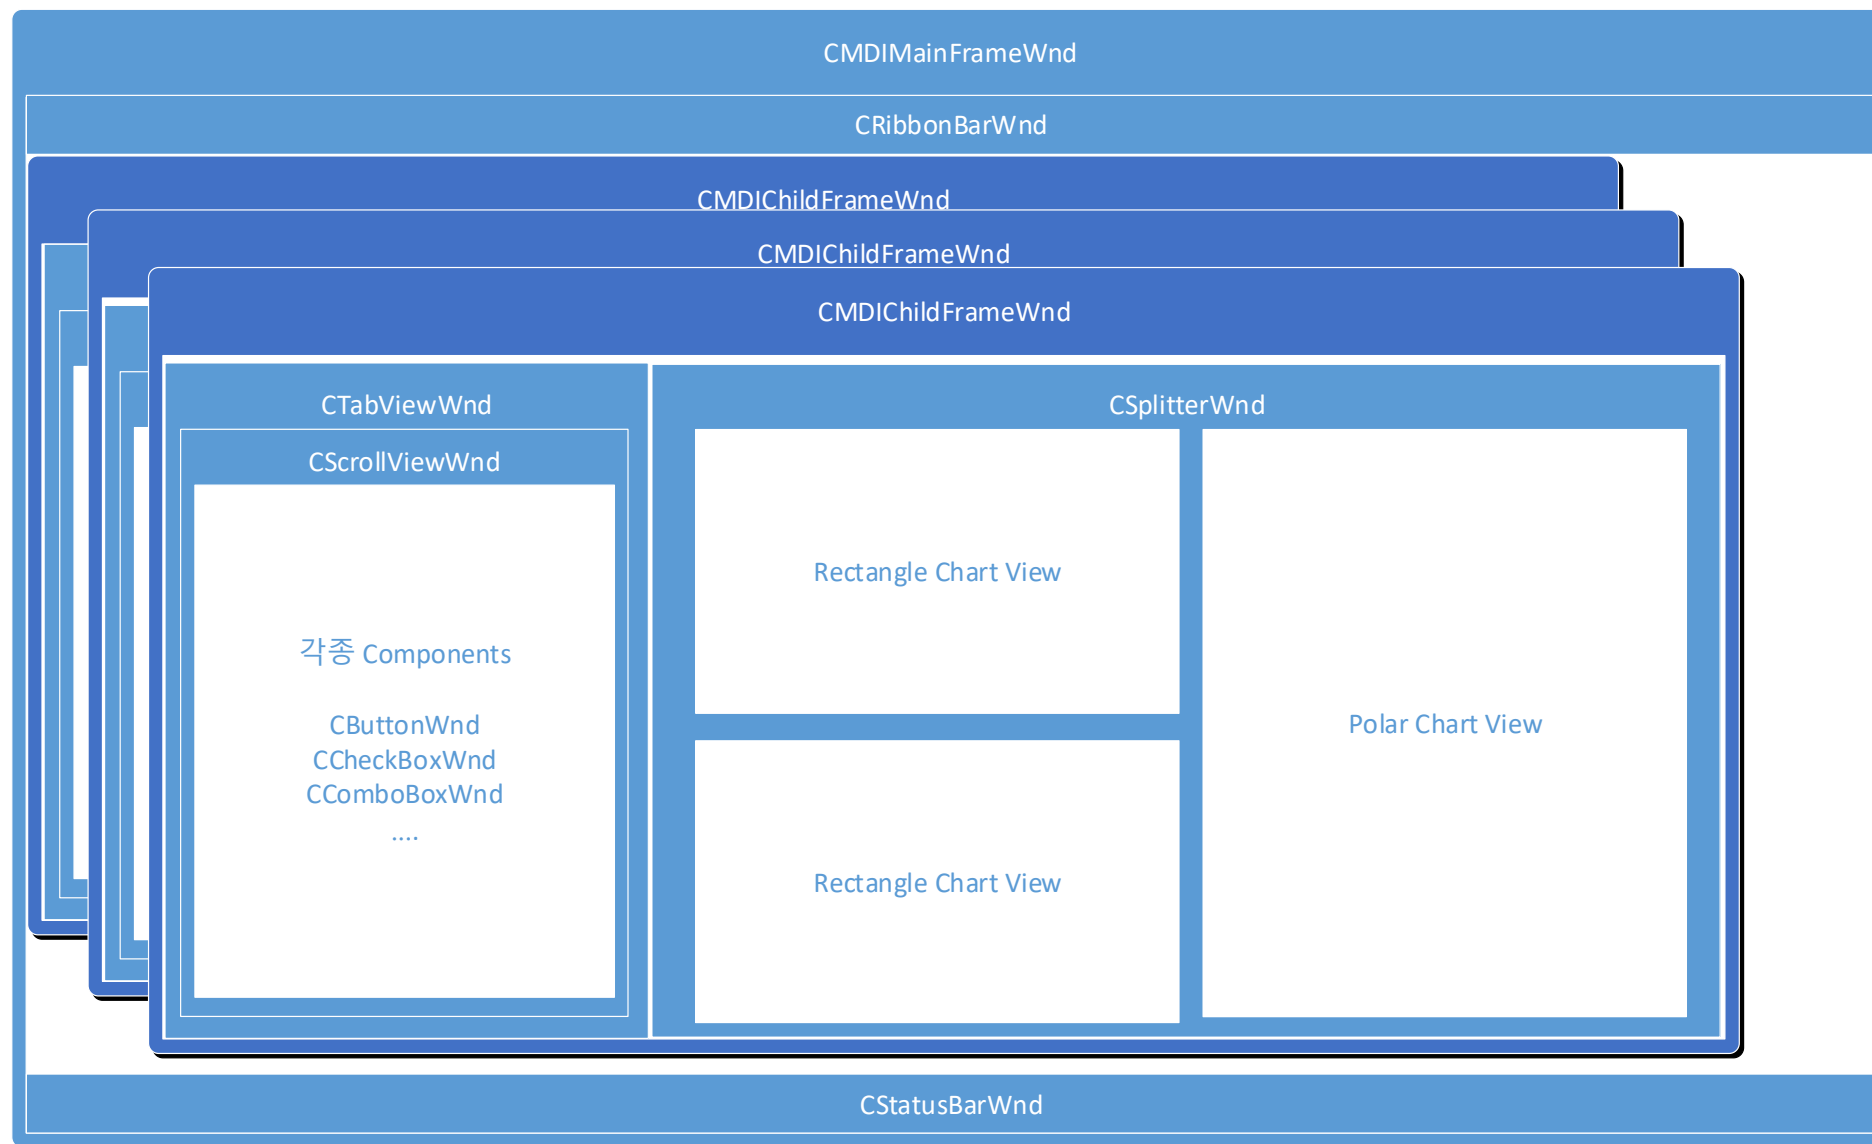 CMDIMainFrameWnd
CRibbonBarWnd
CMDIChildFrameWnd
CMDIChildFrameWnd
CMDIChildFrameWnd
CTabViewWnd
CScrollViewWnd
각종 Components
CButtonWnd
CCheckBoxWnd
CComboBoxWnd
....
CSplitterWnd
Rectangle Chart View
Rectangle Chart View
Polar Chart View
CStatusBarWnd